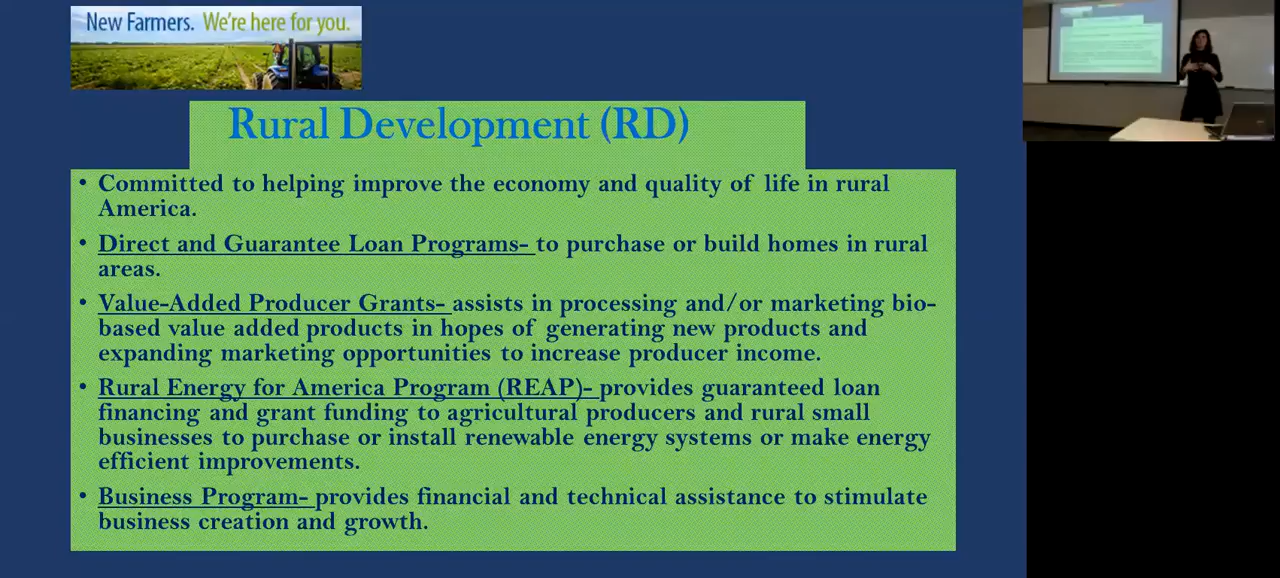 New Farmers. We're here for you.
Rural Development (RD)
• Committed to helping improve the economy and quality of life in rural
America.
• Direct and Guarantee Loan Programs- to purchase or build homes in rural
areas.
• Value-Added Producer Grants- assists in processing and/or marketing bio-
based value added products in hopes of generating new products and
expanding marketing opportunities to increase producer income.
• Rural Energy for America Program (REAP)- provides guaranteed loan
financing and grant funding to agricultural producers and rural small
businesses to purchase or install renewable energy systems or make energy
efficient improvements.
• Business Program- provides financial and technical assistance to stimulate
business creation and growth.